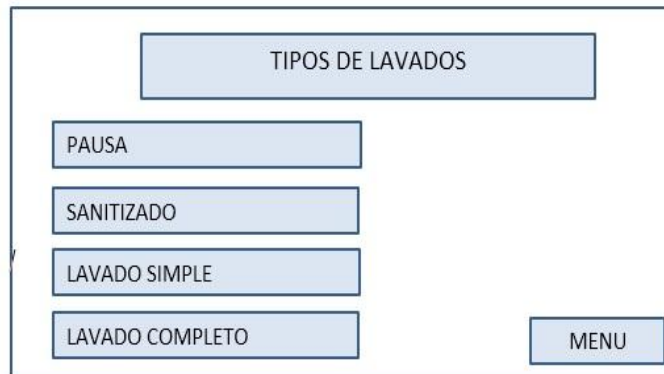 TIPOS DE LAVADOS
PAUSA
SANITIZADO
LAVADO SIMPLE
LAVADO COMPLETO
MENU